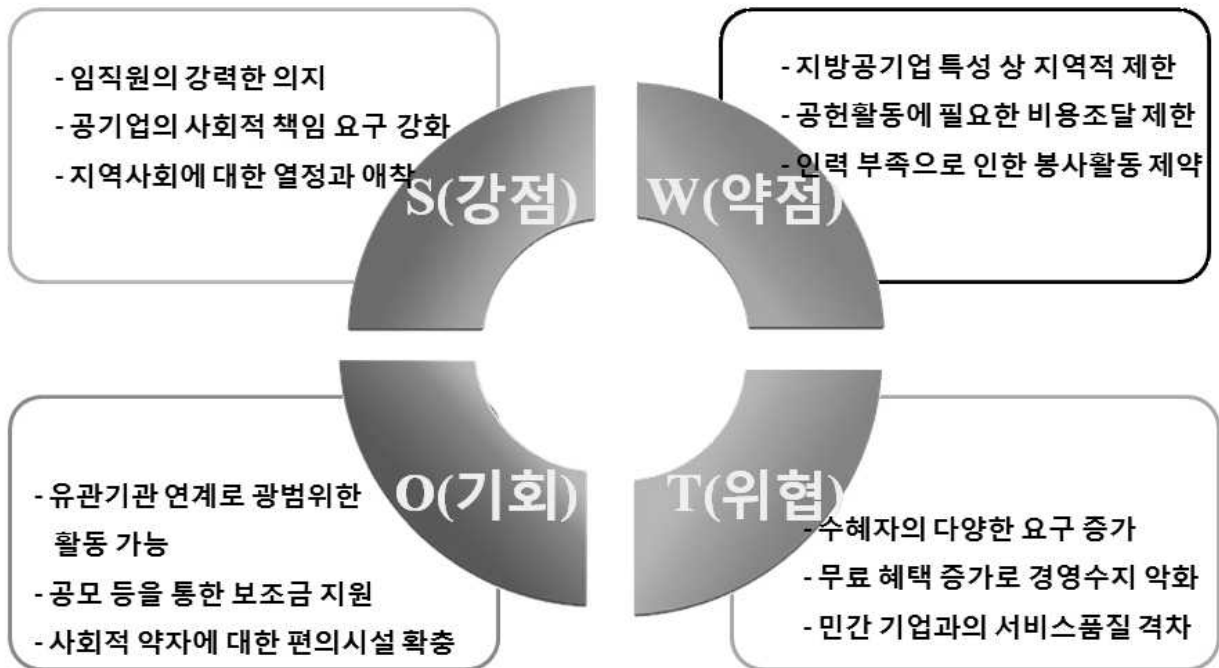 - 임직원의 강력한 의지
- 공기업의 사회적 책임 요구 강화
- 지역사회에 대한 열정과 애착
S(강점)
- 지방공기업 특성 상 지역적 제한
- 공헌활동에 필요한 비용조달 제한
- 인력 부족으로 인한 봉사활동 제약
W(약점)
- 유관기관 연계로 광범위한
활동 가능
- 공모 등을 통한 보조금 지원
- 사회적 약자에 대한 편의시설 확충
O(기회)
- 수혜자의 다양한 요구 증가
- 무료 혜택 증가로 경영수지 악화
- 민간 기업과의 서비스품질 격차
T(위협)